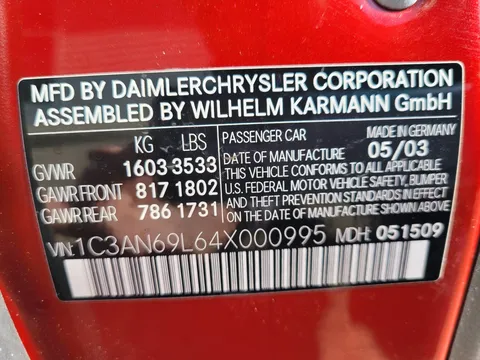 MFD BY DAIMLERCHRYSLER CORPORATION
ASSEMBLED BY WILHELM KARMANN GmbH
KG LBS
GVWR 1603 3533
GAWR FRONT 817 1802
GAWR REAR 786 1731
PASSENGER CAR MADE IN GERMANY
DATE OF MANUFACTURE 05/03
THIS VEHICLE CONFORMS TO ALL APPLICABLE
U.S. FEDERAL MOTOR VEHICLE SAFETY, BUMPER
AND THEFT PREVENTION STANDARDS IN EFFECT
ON THE DATE OF MANUFACTURE SHOWN ABOVE.
VIN: 1C3AN69L64X000995 MDH: 051509